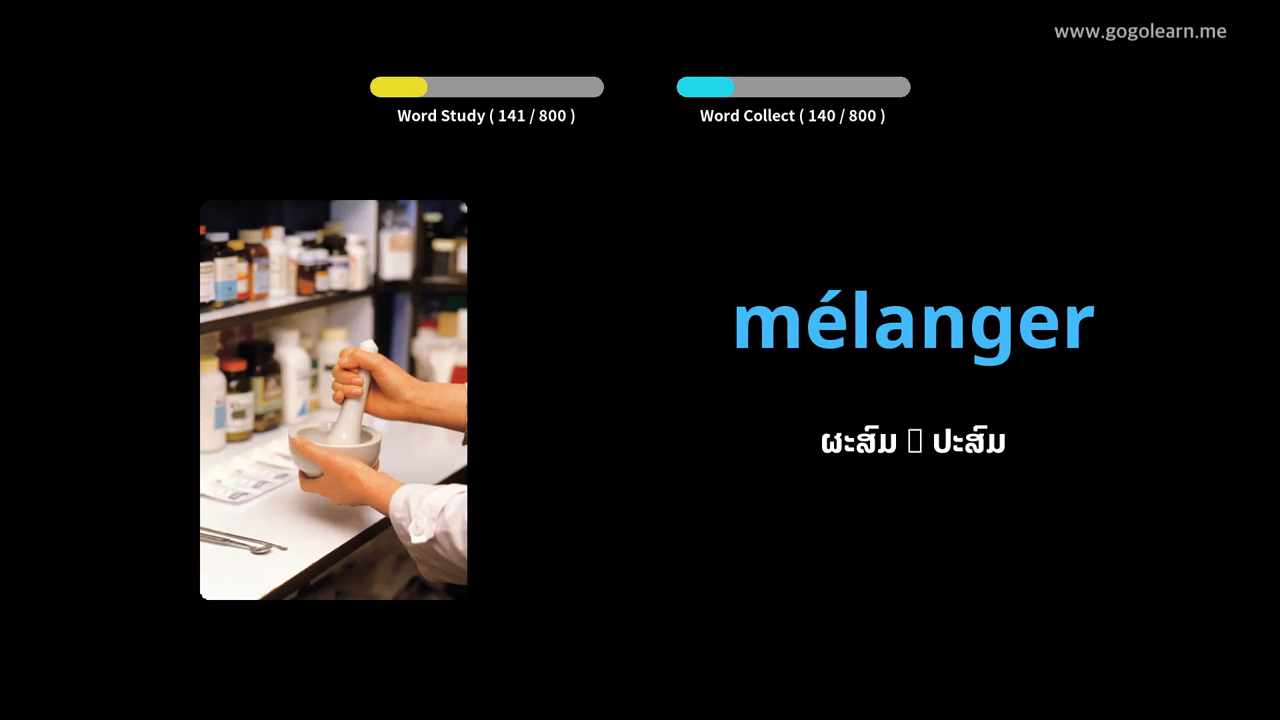 www.gogolearn.me
Word Study ( 141 / 800 )
Word Collect ( 140 / 800 )
mélanger
ຜະສົມ ꓹ ປະສົມ